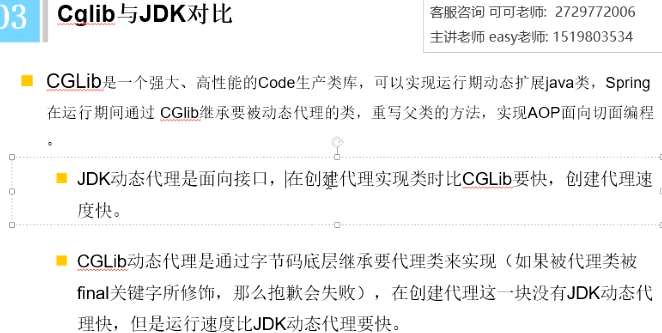 03
Cglib与JDK对比
客服咨询 可可老师: 2729772006
主讲老师 easy老师: 1519803534
CGLib是一个强大、高性能的Code生产类库，可以实现运行期动态扩展java类，Spring
在运行期间通过 CGlib继承要被动态代理的类，重写父类的方法，实现AOP面向切面编程
。
JDK动态代理是面向接口，在创建代理实现类时比CGLib要快，创建代理速
度快。
CGLib动态代理是通过字节码底层继承要代理类来实现（如果被代理类被
final关键字所修饰，那么抱歉会失败），在创建代理这一块没有JDK动态代
理快，但是运行速度比JDK动态代理要快。